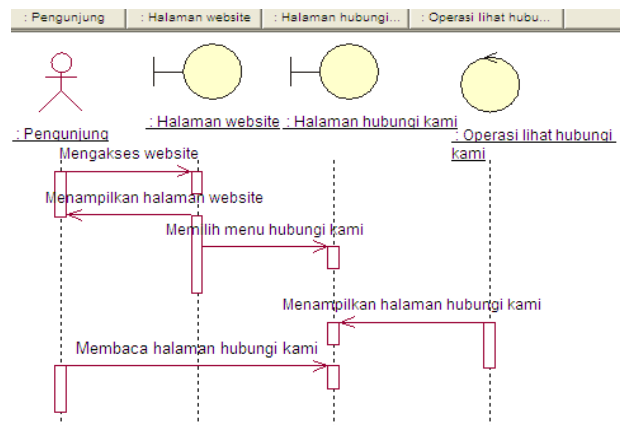 : Pengunjung
: Halaman website
: Halaman hubungi...
: Operasi lihat hubu...
: Pengunjung
: Halaman website
: Halaman hubungi kami
: Operasi lihat hubungi
kami
Mengakses website
Menampilkan halaman website
Memilih menu hubungi kami
Menampilkan halaman hubungi kami
Membaca halaman hubungi kami